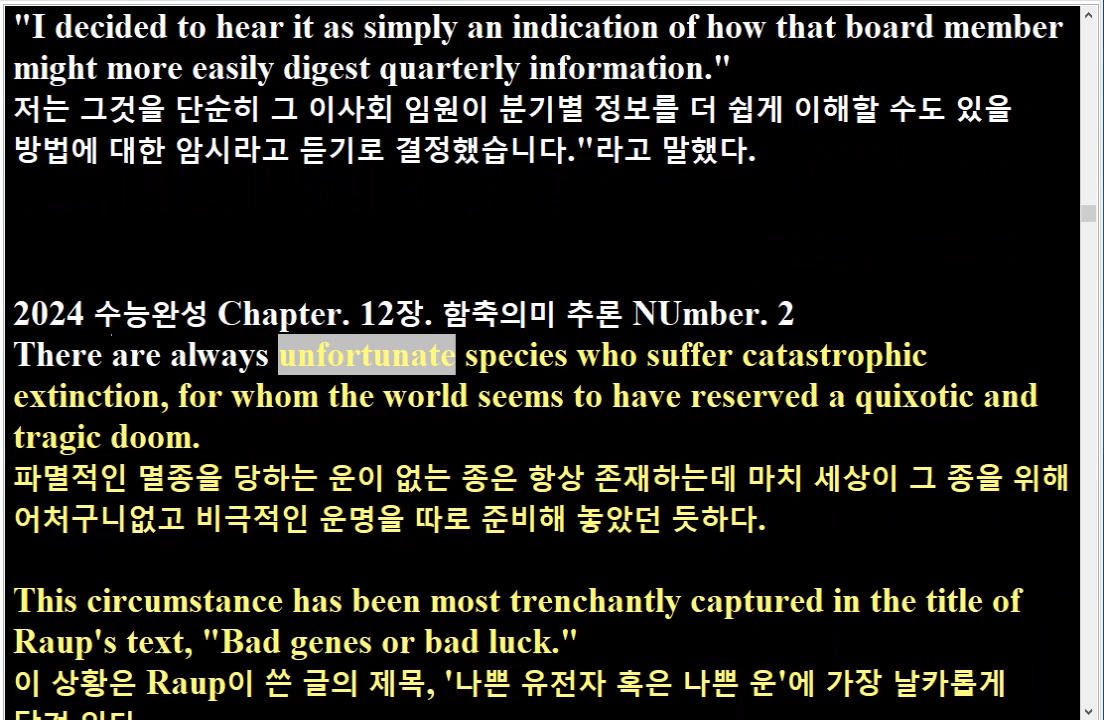 "I decided to hear it as simply an indication of how that board member
might more easily digest quarterly information."
저는 그것을 단순히 그 이사회 임원이 분기별 정보를 더 쉽게 이해할 수도 있을
방법에 대한 암시라고 듣기로 결정했습니다."라고 말했다.
2024 수능완성 Chapter. 12장. 함축의미 추론 NUmber. 2
There are always unfortunate species who suffer catastrophic
extinction, for whom the world seems to have reserved a quixotic and
tragic doom.
파멸적인 멸종을 당하는 운이 없는 종은 항상 존재하는데 마치 세상이 그 종을 위해
어처구니없고 비극적인 운명을 따로 준비해 놓았던 듯하다.
This circumstance has been most trenchantly captured in the title of
Raup's text, "Bad genes or bad luck."
이 상황은 Raup이 쓴 글의 제목, '나쁜 유전자 혹은 나쁜 운'에 가장 날카롭게